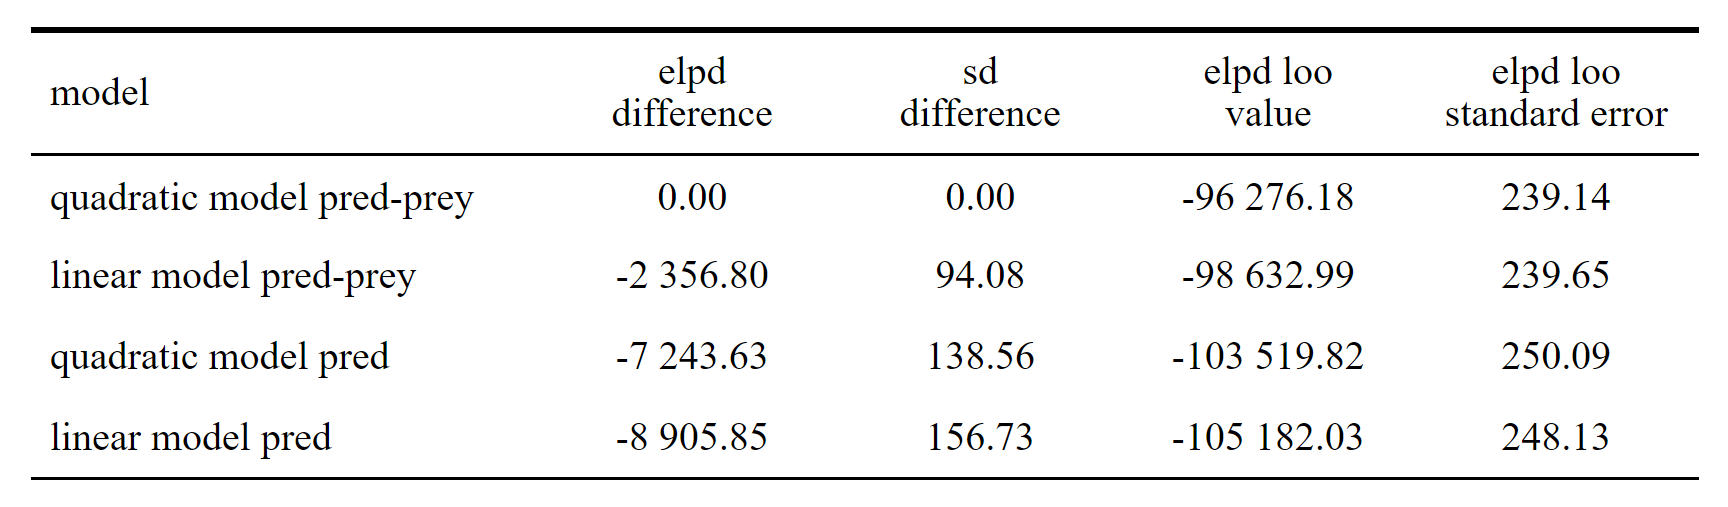 model elpd difference sd difference elpd loo value elpd loo standard error
quadratic model pred-prey 0.00 0.00 -96 276.18 239.14
linear model pred-prey -2 356.80 94.08 -98 632.99 239.65
quadratic model pred -7 243.63 138.56 -103 519.82 250.09
linear model pred -8 905.85 156.73 -105 182.03 248.13